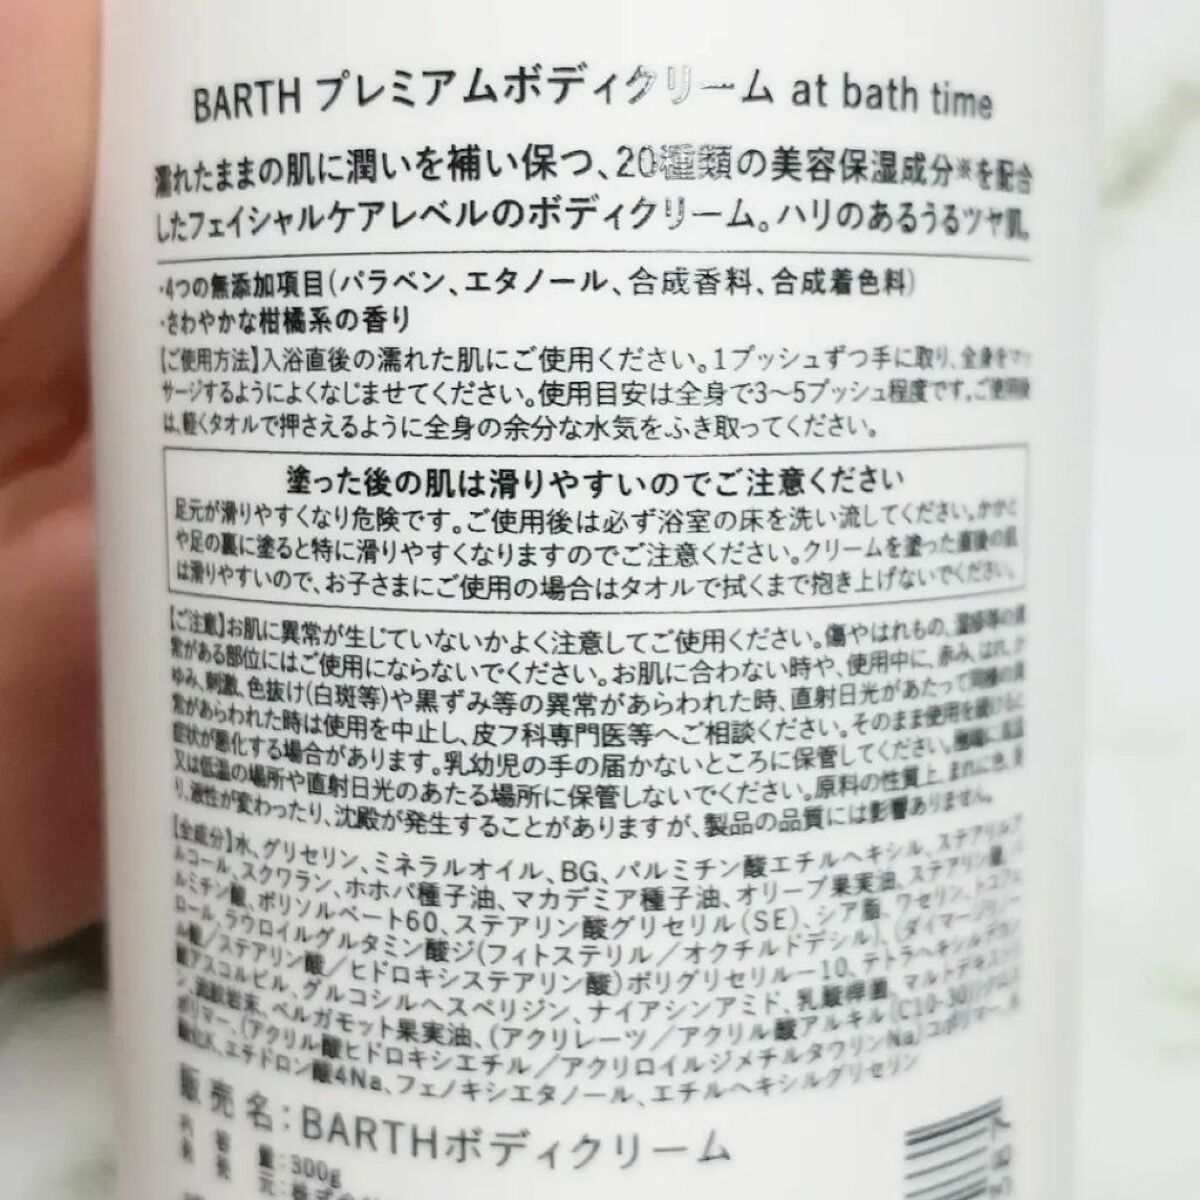 BARTH プレミアムボディクリーム at bath time
濡れたままの肌に潤いを補い保つ、20種類の美容保湿成分※を配合
したフェイシャルケアレベルのボディクリーム。ハリのあるうるツヤ肌。
・4つの無添加項目(パラベン、エタノール、合成香料、合成着色料)
・さわやかな柑橘系の香り
【ご使用方法】入浴直後の濡れた肌にご使用ください。1プッシュずつ手に取り、全身をマッ
サージするようによくなじませてください。使用目安は全身で3〜5プッシュ程度です。ご使用後
は、軽くタオルで押さえるように全身の余分な水気をふき取ってください。
塗った後の肌は滑りやすいのでご注意ください
足元が滑りやすくなり危険です。ご使用後は必ず浴室の床を洗い流してください。かかと
や足の裏に塗ると特に滑りやすくなりますのでご注意ください。クリームを塗った直後の肌
は滑りやすいので、お子さまにご使用の場合はタオルで拭くまで抱き上げないでください。
【ご注意】お肌に異常が生じていないかよく注意してご使用ください。傷やはれもの、湿疹等の異
常がある部位にはご使用にならないでください。お肌に合わない時や、使用中に、赤み、はれ、か
ゆみ、刺激、色抜け(白斑等)や黒ずみ等の異常があらわれた時、直射日光があたって同様の異
常があらわれた時は使用を中止し、皮フ科専門医等へご相談ください。そのまま使用を続けると
症状が悪化する場合があります。乳幼児の手の届かないところに保管してください。極端に高温
又は低温の場所や直射日光のあたる場所に保管しないでください。原料の性質上、まれに色、香
り、液性が変わったり、沈殿が発生することがありますが、製品の品質には影響ありません。
【全成分】水、グリセリン、ミネラルオイル、BG、パルミチン酸エチルヘキシル、ステアリルア
ルコール、スクワラン、ホホバ種子油、マカデミア種子油、オリーブ果実油、ステアリン酸、パ
ルミチン酸、ポリソルベート60、ステアリン酸グリセリル(SE)、シア脂、ワセリン、トコフェ
ロール、ラウロイルグルタミン酸ジ(フィトステリル/オクチルドデシル)、(ダイマージリノー
ル酸/ステアリン酸/ヒドロキシステアリン酸)ポリグリセリル-10、テトラヘキシルデカン
酸アスコルビル、グルコシルヘスペリジン、ナイアシンアミド、乳酸桿菌、マルトデキストリ
ン、ベルガモット果実油、(アクリレーツ/アクリル酸アルキル(C10-30))
ポリマー、(アクリル酸ヒドロキシエチル/アクリロイルジメチルタウリンNa)コポリマー、
エチドロン酸4Na、フェノキシエタノール、エチルヘキシルグリセリン
販売名:BARTHボディクリーム
内容量:300g